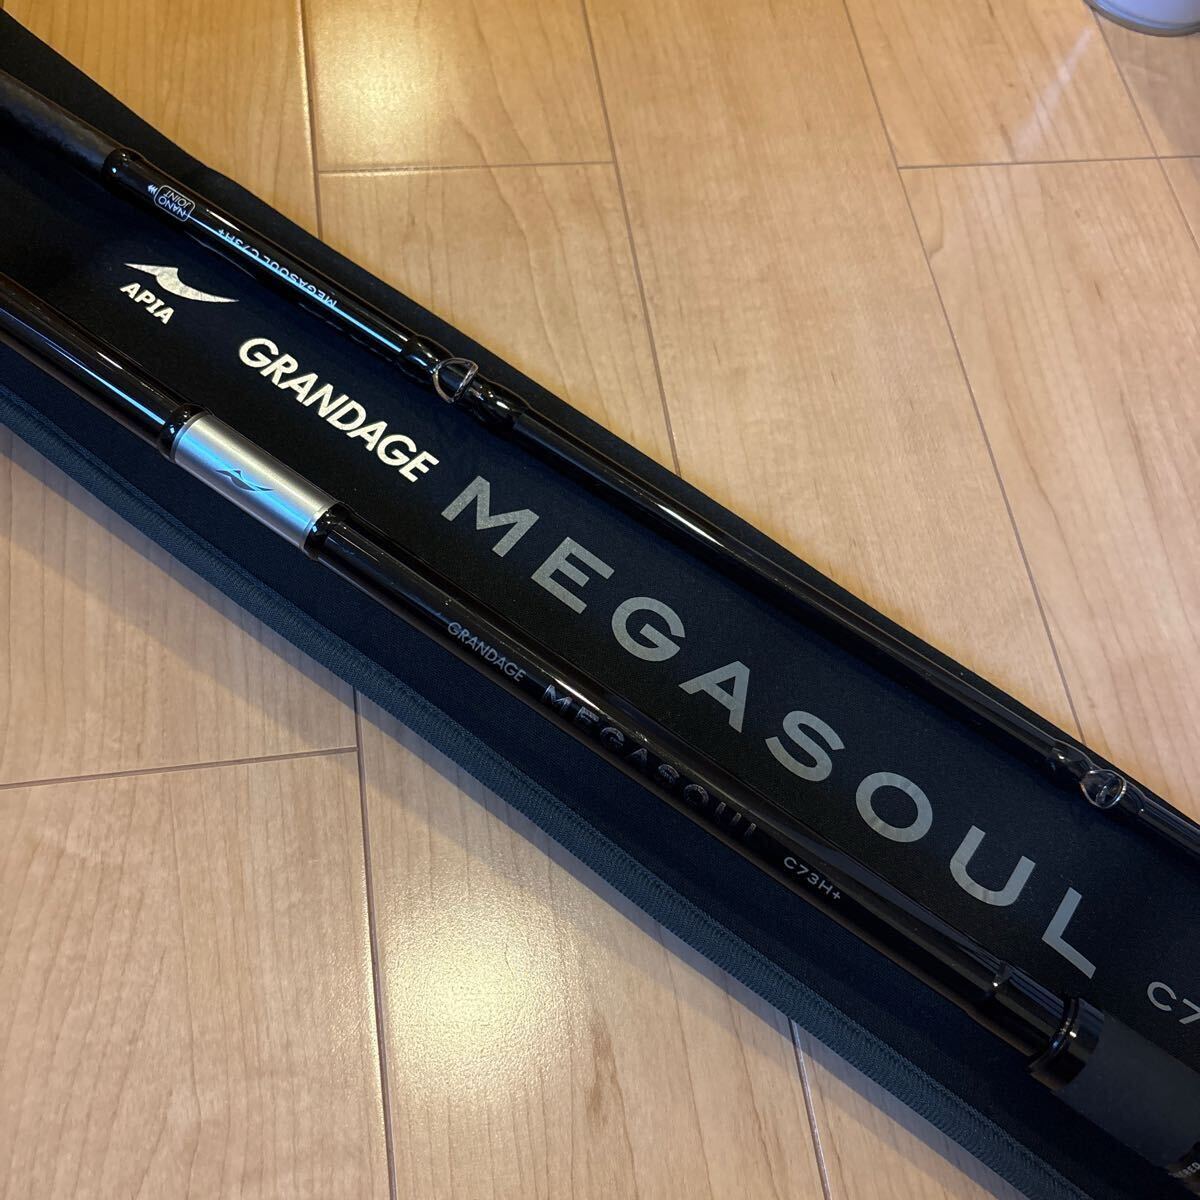 NANO
JOINT
MEGASOUL C73H+
APIA
GRANDAGE
MEGASOUL
C7
GRANDAGE
MEGASOUL
C73H+